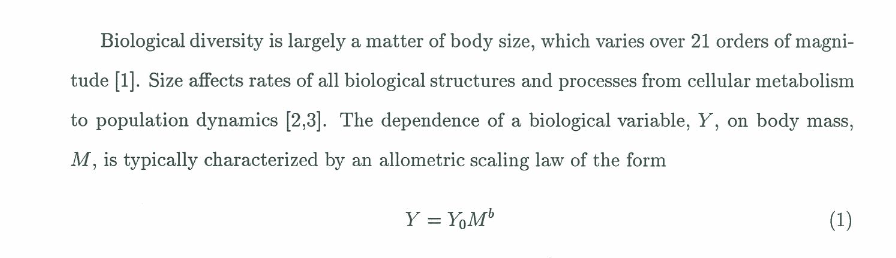 Biological diversity is largely a matter of body size, which varies over 21 orders of magni-
tude [1]. Size affects rates of all biological structures and processes from cellular metabolism
to population dynamics [2,3]. The dependence of a biological variable, Y, on body mass,
M, is typically characterized by an allometric scaling law of the form
Y = Y₀Mᵇ (1)